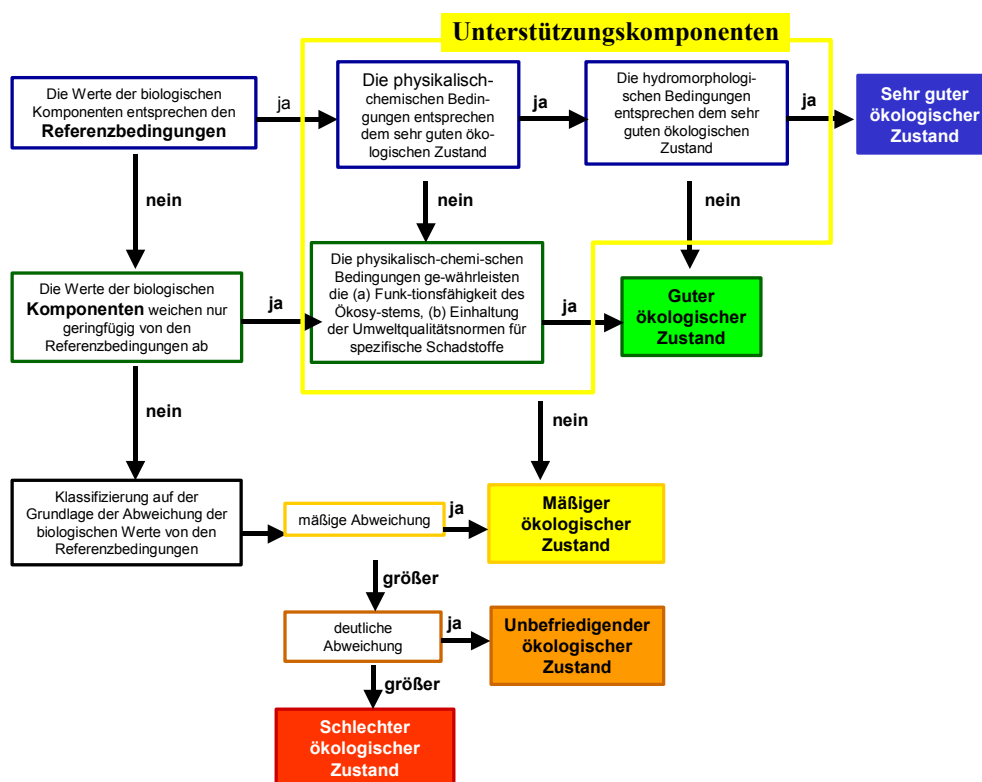 Unterstützungskomponenten
Die Werte der biologischen
Komponenten entsprechen den
Referenzbedingungen
ja
Die physikalisch-
chemischen Bedin-
gungen entsprechen
dem sehr guten öko-
logischen Zustand
ja
Die hydromorphologi-
schen Bedingungen
entsprechen dem sehr
guten ökologischen
Zustand
ja
Sehr guter
ökologischer
Zustand
nein
nein
nein
Die Werte der biologischen
Komponenten weichen nur
geringfügig von den
Referenzbedingungen ab
ja
Die physikalisch-chemi-schen
Bedingungen ge-währleisten
die (a) Funk-tionsfähigkeit des
Ökosy-stems, (b) Einhaltung
der Umweltqualitätsnormen für
spezifische Schadstoffe
ja
Guter
ökologischer
Zustand
nein
nein
Klassifizierung auf der
Grundlage der Abweichung der
biologischen Werte von den
Referenzbedingungen
mäßige Abweichung
ja
Mäßiger
ökologischer
Zustand
größer
deutliche
Abweichung
ja
Unbefriedigender
ökologischer
Zustand
größer
Schlechter
ökologischer
Zustand